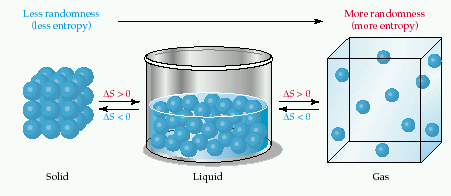 Less randomness
(less entropy)
More randomness
(more entropy)
ΔS > 0
ΔS < 0
ΔS > 0
ΔS < 0
Solid
Liquid
Gas